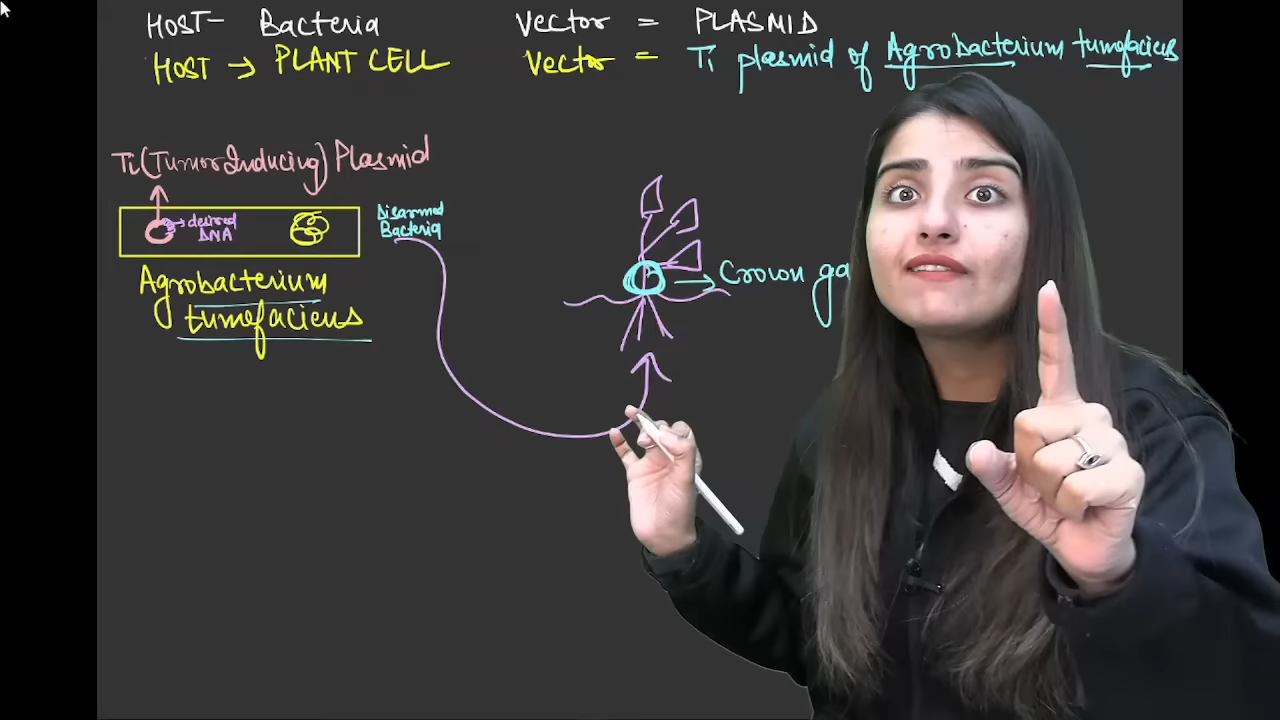 HOST- Bacteria Vector = PLASMID
HOST → PLANT CELL Vector = Ti plasmid of Agrobacterium tumefaciens
Ti (Tumor Inducing) Plasmid
→ desired DNA
Disarmed Bacteria
→ Crown ga
Agrobacterium
tumefaciens